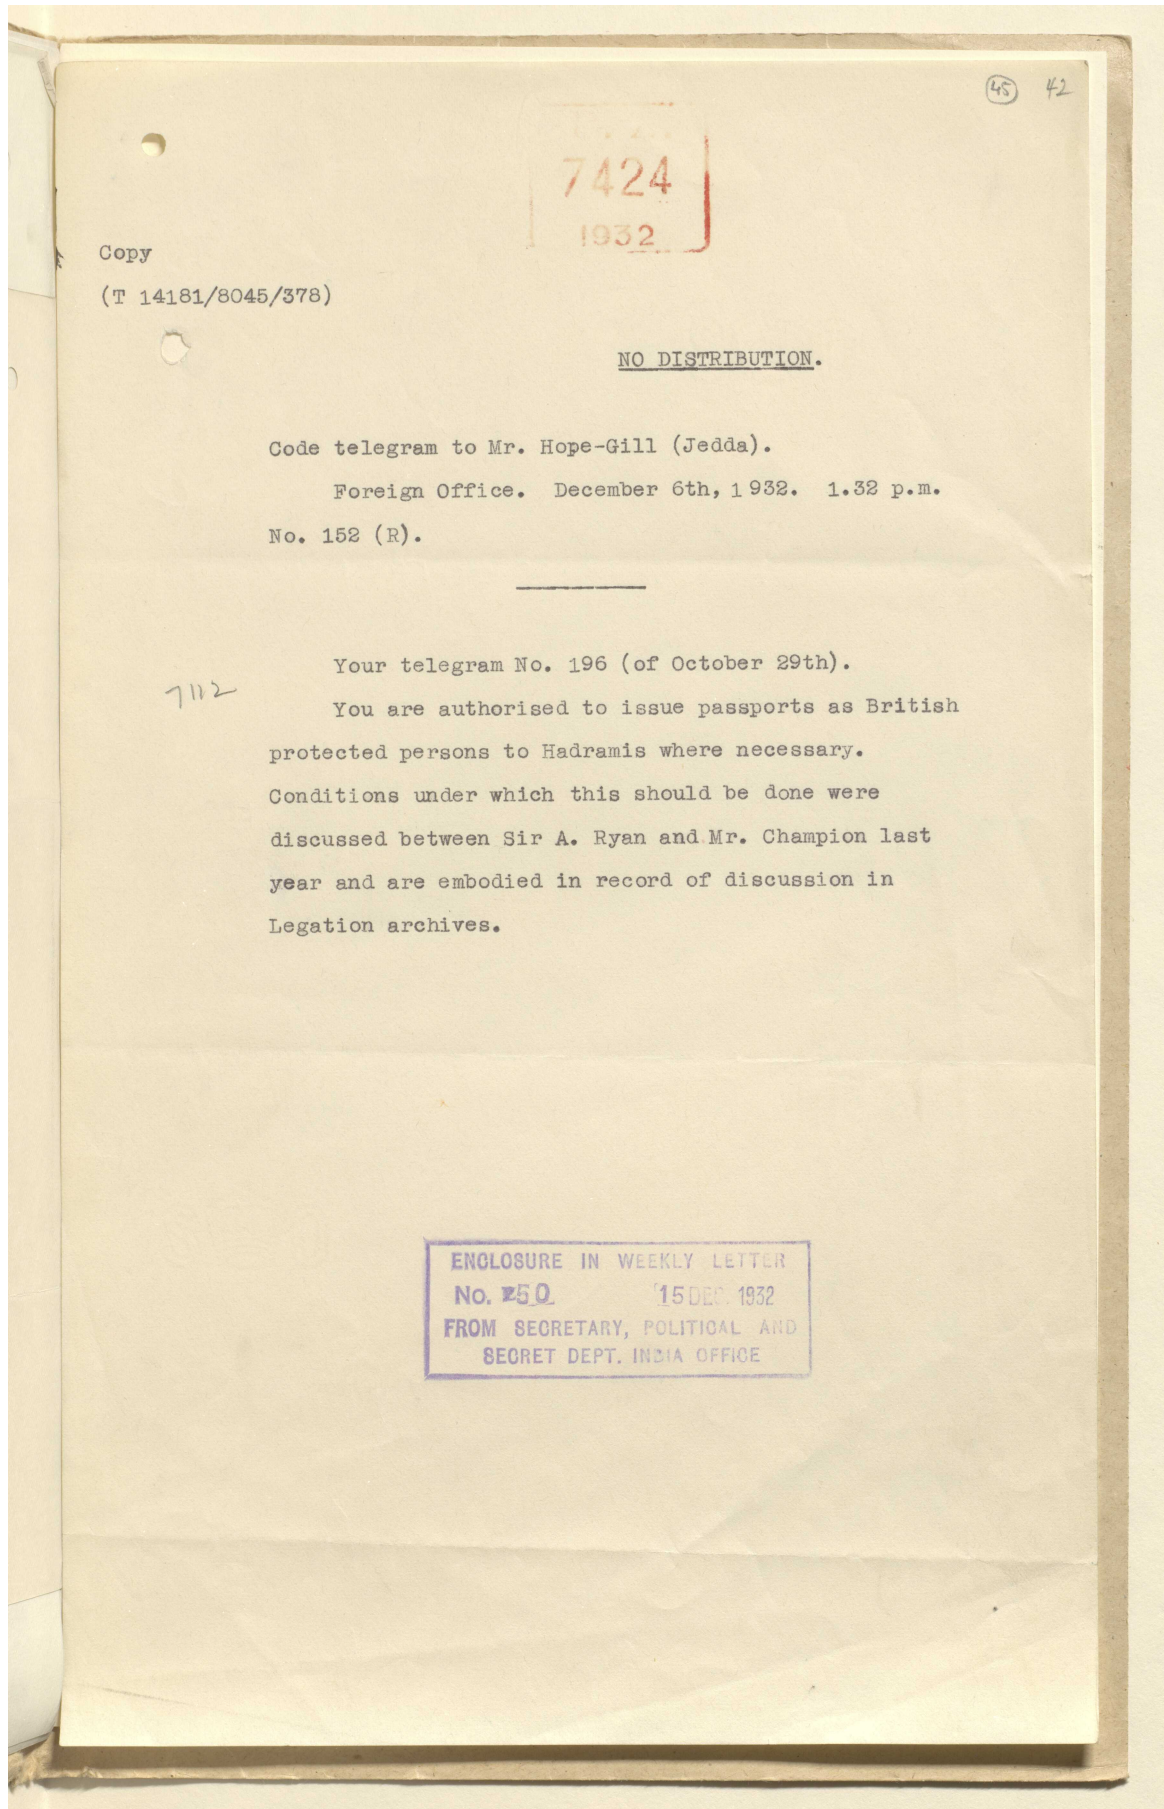 45 42
7424
1932
Copy
(T 14181/8045/378)
NO DISTRIBUTION.
Code telegram to Mr. Hope-Gill (Jedda).
Foreign Office. December 6th, 1932. 1.32 p.m.
No. 152 (R).
Your telegram No. 196 (of October 29th).
7112
You are authorised to issue passports as British
protected persons to Hadramis where necessary.
Conditions under which this should be done were
discussed between Sir A. Ryan and Mr. Champion last
year and are embodied in record of discussion in
Legation archives.
ENCLOSURE IN WEEKLY LETTER
No. 50 15 DEC. 1932
FROM SECRETARY, POLITICAL AND
SECRET DEPT. INDIA OFFICE